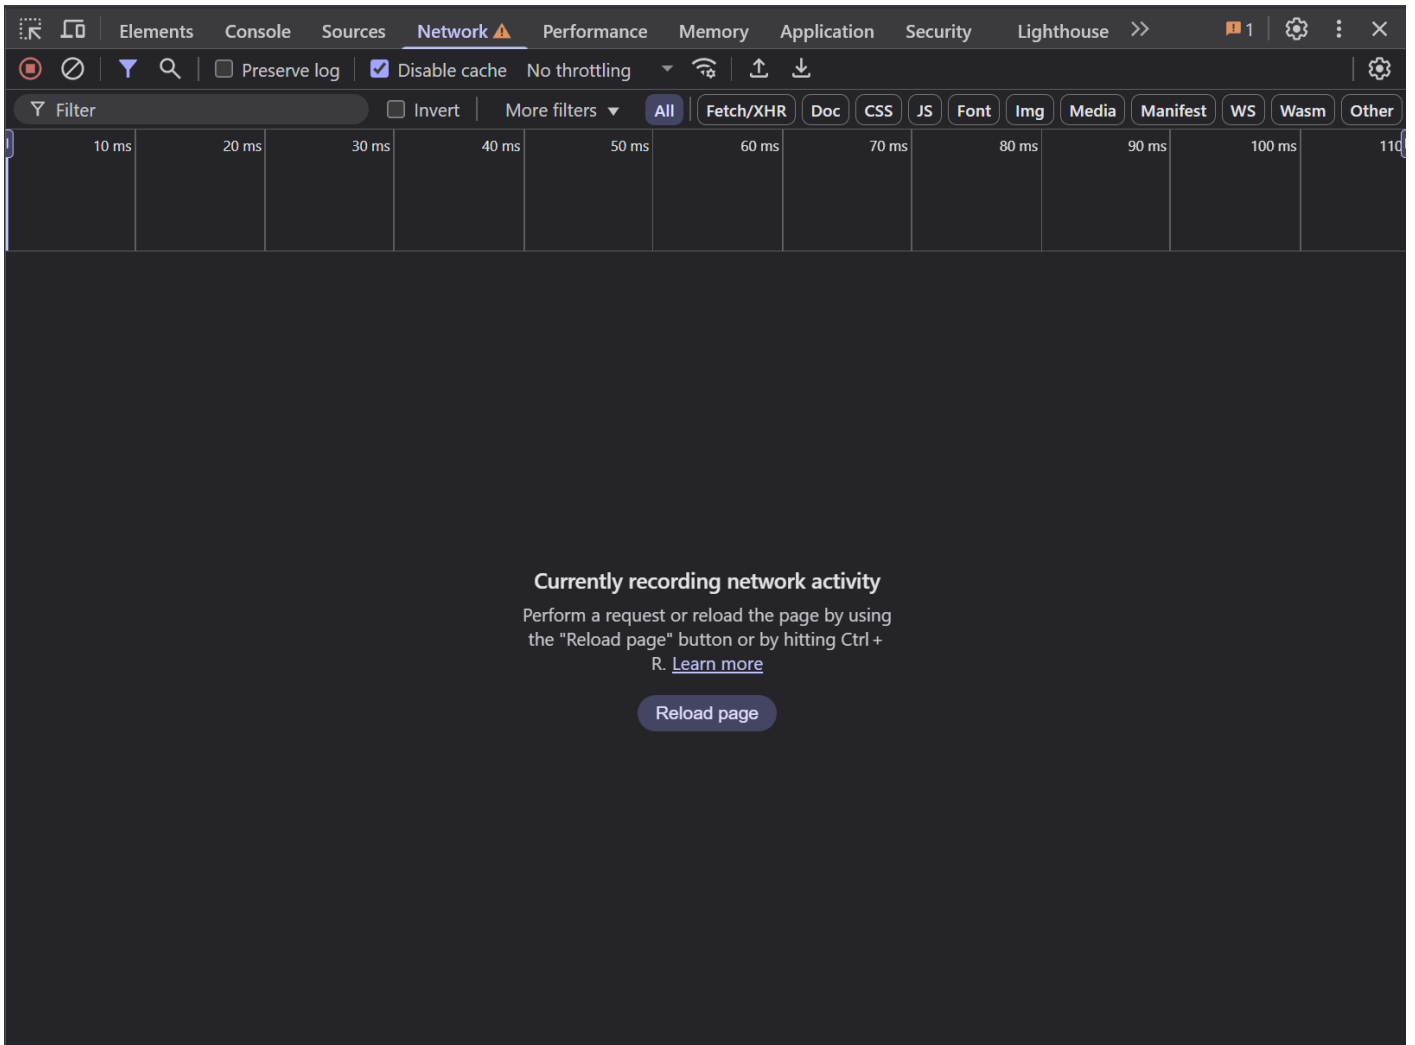 Elements Console Sources Network Performance Memory Application Security Lighthouse 1
Preserve log Disable cache No throttling
Filter Invert More filters All Fetch/XHR Doc CSS JS Font Img Media Manifest WS Wasm Other
10 ms 20 ms 30 ms 40 ms 50 ms 60 ms 70 ms 80 ms 90 ms 100 ms 110
Currently recording network activity
Perform a request or reload the page by using
the "Reload page" button or by hitting Ctrl +
R. Learn more
Reload page